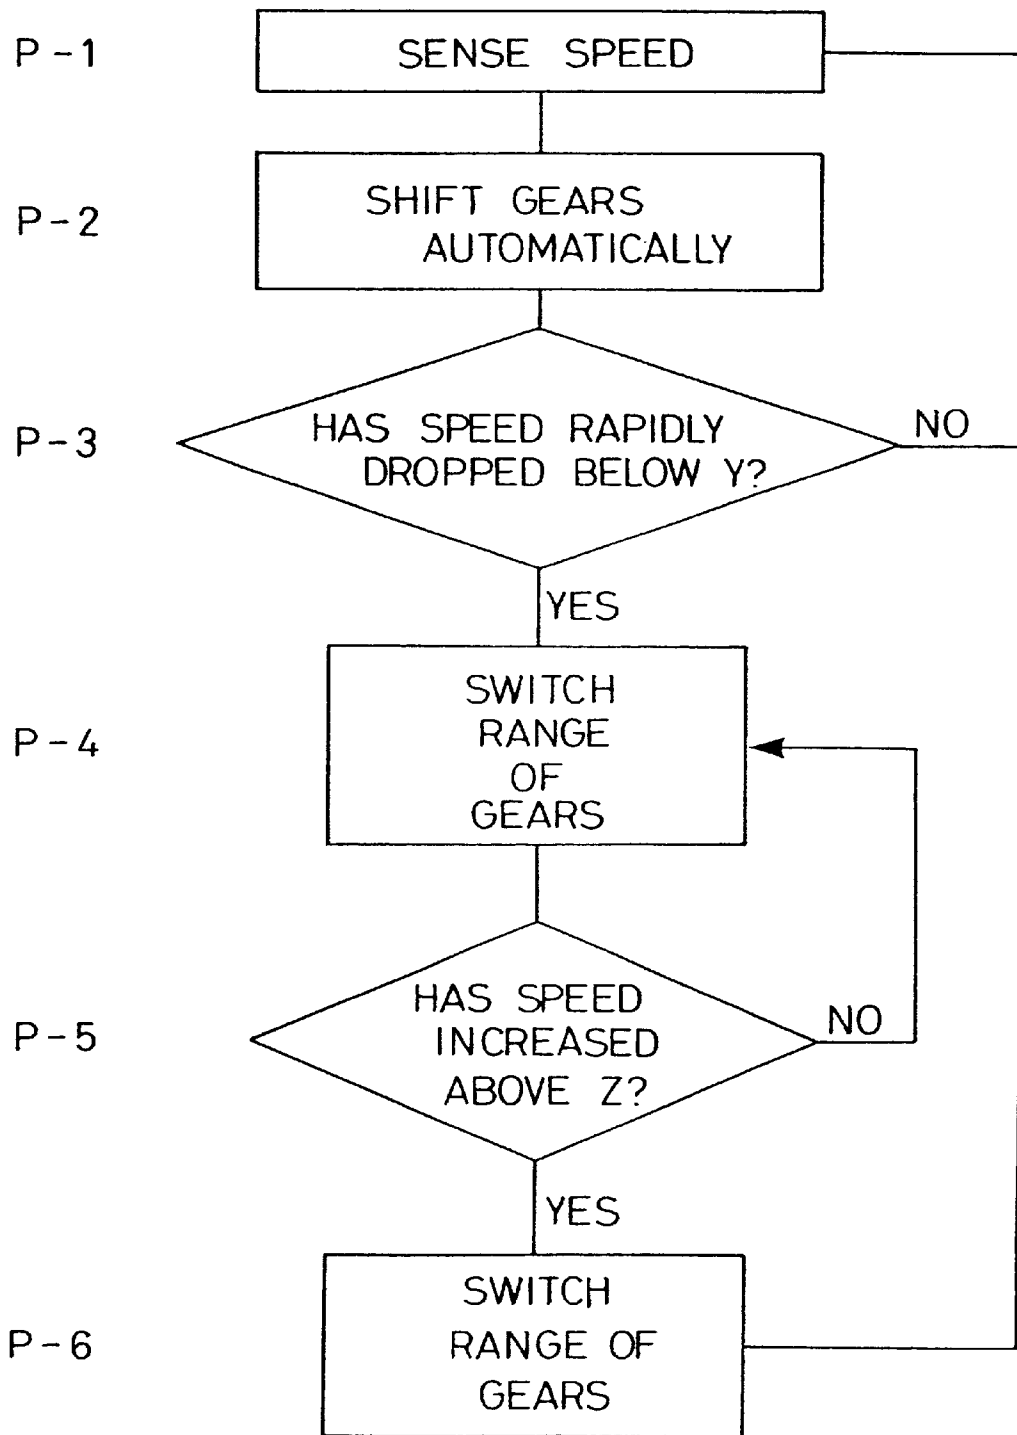 P-1
SENSE SPEED
P-2
SHIFT GEARS
AUTOMATICALLY
P-3
HAS SPEED RAPIDLY
DROPPED BELOW Y?
NO
YES
P-4
SWITCH
RANGE
OF
GEARS
P-5
HAS SPEED
INCREASED
ABOVE Z?
NO
YES
P-6
SWITCH
RANGE OF
GEARS